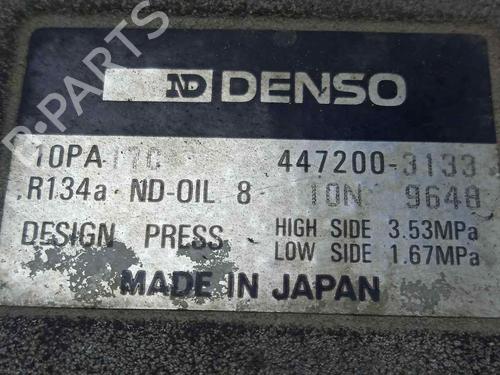 B-PARTS
ND DENSO
10PA17C 447200-3133
R134a ND-OIL 8 ION 9648
DESIGN PRESS HIGH SIDE 3.53MPa
LOW SIDE 1.67MPa
MADE IN JAPAN